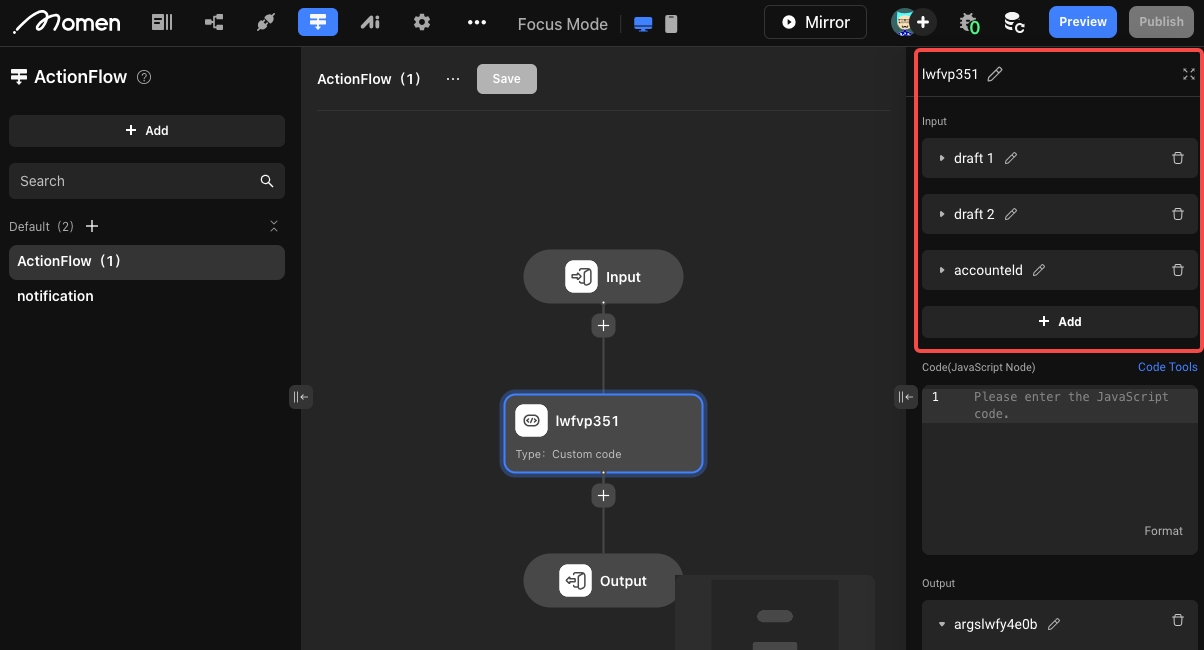 Momen
Focus Mode
Mirror
0
Preview
Publish
ActionFlow
Add
Search
Default (2)
ActionFlow (1)
notification
ActionFlow (1)
Save
Input
lwfvp351
Type: Custom code
Output
lwfvp351
Input
draft 1
draft 2
accounteId
Add
Code(JavaScript Node)
Code Tools
1 Please enter the JavaScript
code.
Format
Output
argslwfy4e0b